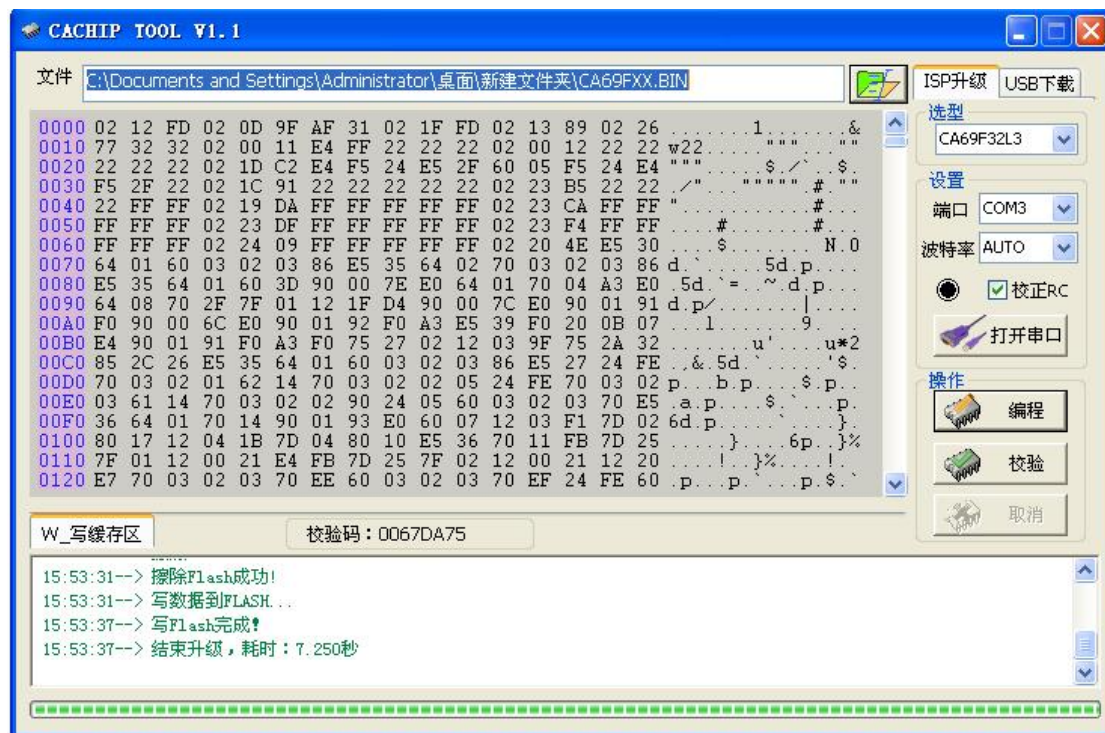 CACHIP TOOL V1.1
文件 C:\Documents and Settings\Administrator\桌面\新建文件夹\CA69FXX.BIN
ISP升级 USB下载
0000 02 12 FD 02 0D 9F AF 31 02 1F FD 02 13 89 02 26 .......1.......&
0010 77 32 32 02 00 11 E4 FF 22 22 22 02 00 12 22 22 w22....."""...""
0020 22 22 22 02 1D C2 E4 F5 24 E5 2F 60 05 F5 24 E4 """.....$./`..$.
0030 F5 2F 22 02 1C 91 22 22 22 22 22 02 23 B5 22 22 ./"...""""".#.""
0040 22 FF FF 02 19 DA FF FF FF FF FF 02 23 CA FF FF "...........#...
0050 FF FF FF 02 23 DF FF FF FF FF FF 02 23 F4 FF FF ....#.......#...
0060 FF FF FF 02 24 09 FF FF FF FF FF 02 20 4E E5 30 ....$....... N.0
0070 64 01 60 03 02 03 86 E5 35 64 02 70 03 02 03 86 d.`.....5d.p....
0080 E5 35 64 01 60 3D 90 00 7E E0 64 01 70 04 A3 E0 .5d.`=..~.d.p...
0090 64 08 70 2F 7F 01 12 1F D4 90 00 7C E0 90 01 91 d.p/.......|....
00A0 F0 90 00 6C E0 90 01 92 F0 A3 E5 39 F0 20 0B 07 ...l.......9. ..
00B0 E4 90 01 91 F0 A3 F0 75 27 02 12 03 9F 75 2A 32 .......u'....u*2
00C0 85 2C 26 E5 35 64 01 60 03 02 03 86 E5 27 24 FE .,&.5d.`.....'$.
00D0 70 03 02 01 62 14 70 03 02 02 05 24 FE 70 03 02 p...b.p....$.p..
00E0 03 61 14 70 03 02 02 90 24 05 60 03 02 03 70 E5 .a.p....$.`...p.
00F0 36 64 01 70 14 90 01 93 E0 60 07 12 03 F1 7D 02 6d.p.....`....}.
0100 80 17 12 04 1B 7D 04 80 10 E5 36 70 11 FB 7D 25 .....}....6p..}%
0110 7F 01 12 00 21 E4 FB 7D 25 7F 02 12 00 21 12 20 ....!..}%....!. 
0120 E7 70 03 02 03 70 EE 60 03 02 03 70 EF 24 FE 60 .p...p.`...p.$.`
选型
CA69F32L3
设置
端口 COM3
波特率 AUTO
校正RC
打开串口
操作
编程
校验
取消
W_写缓存区 校验码：0067DA75
15:53:31--> 擦除Flash成功!
15:53:31--> 写数据到FLASH...
15:53:37--> 写Flash完成!
15:53:37--> 结束升级，耗时：7.250秒